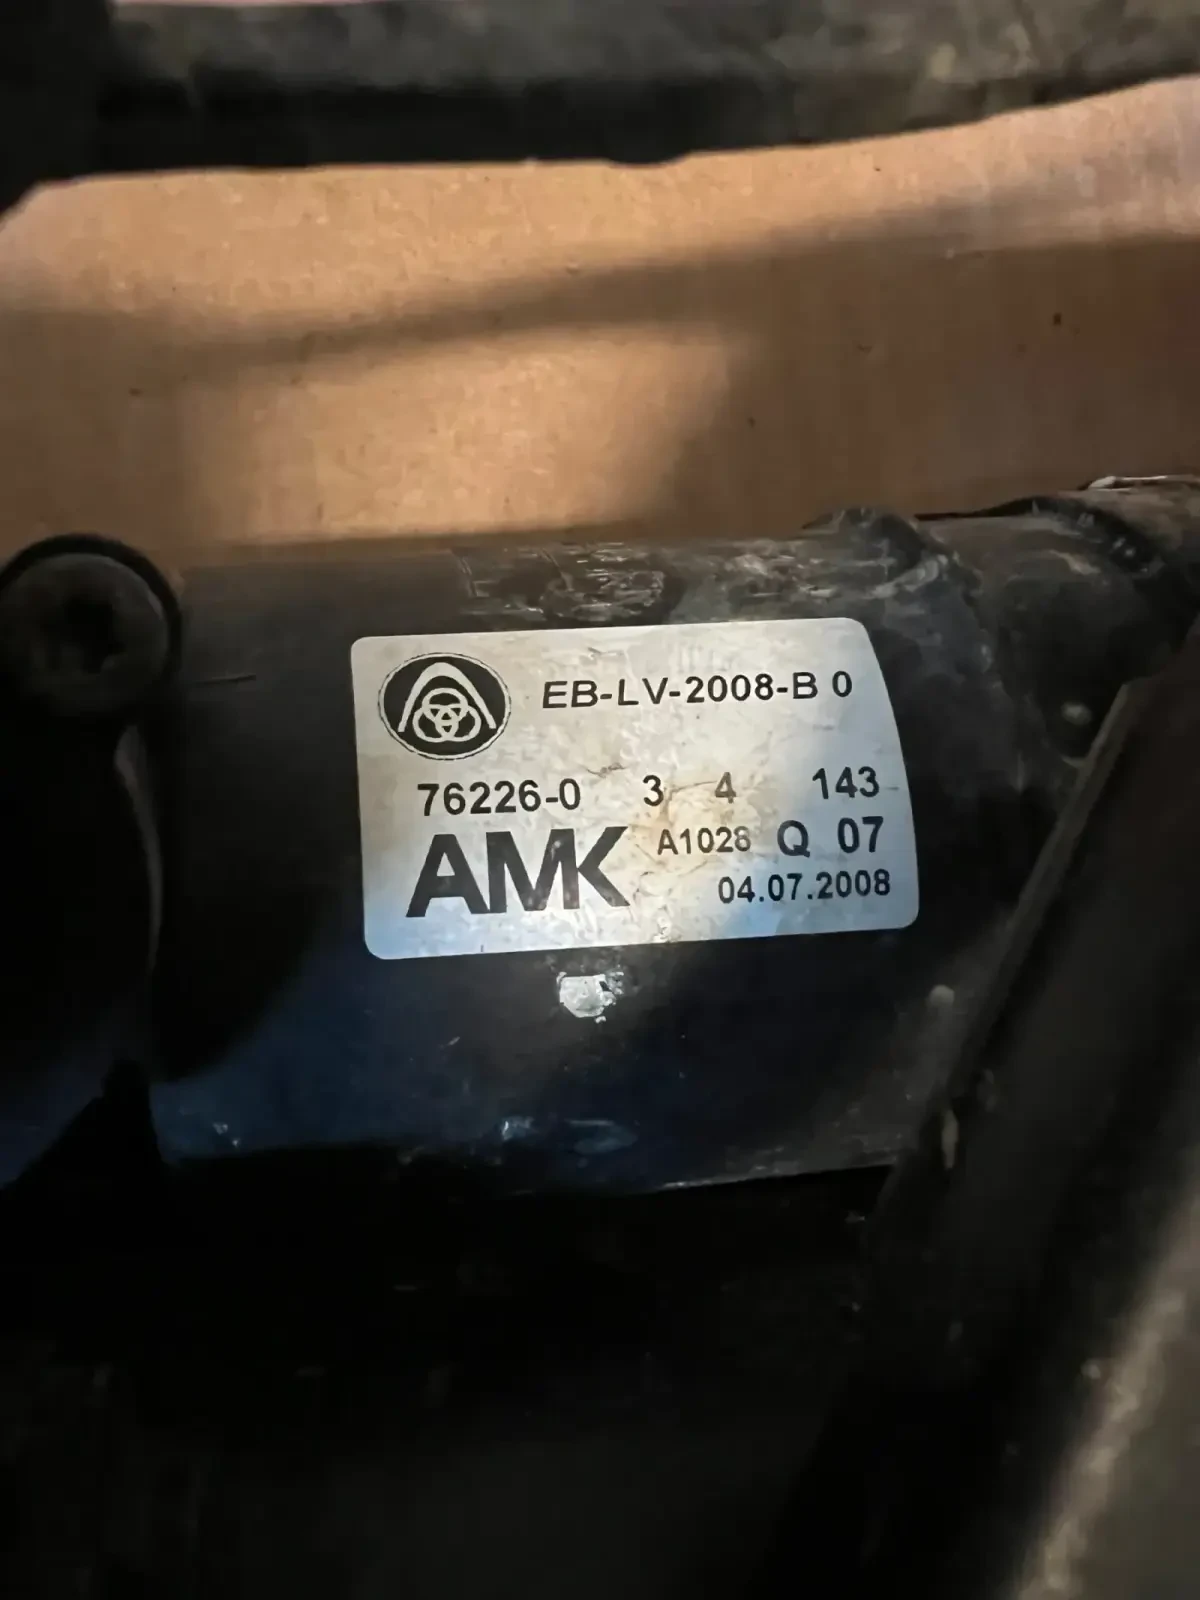 EB-LV-2008-B 0
76226-0 3 4 143
AMK A1028 Q 07
04.07.2008